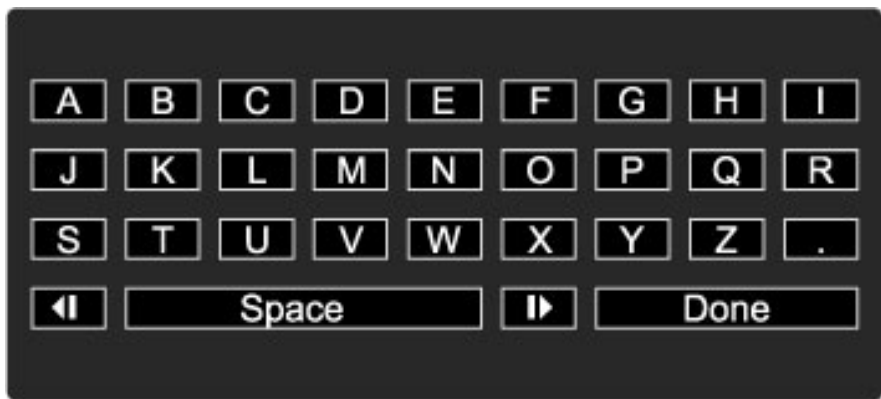 A B C D E F G H I
J K L M N O P Q R
S T U V W X Y Z .
Space Done